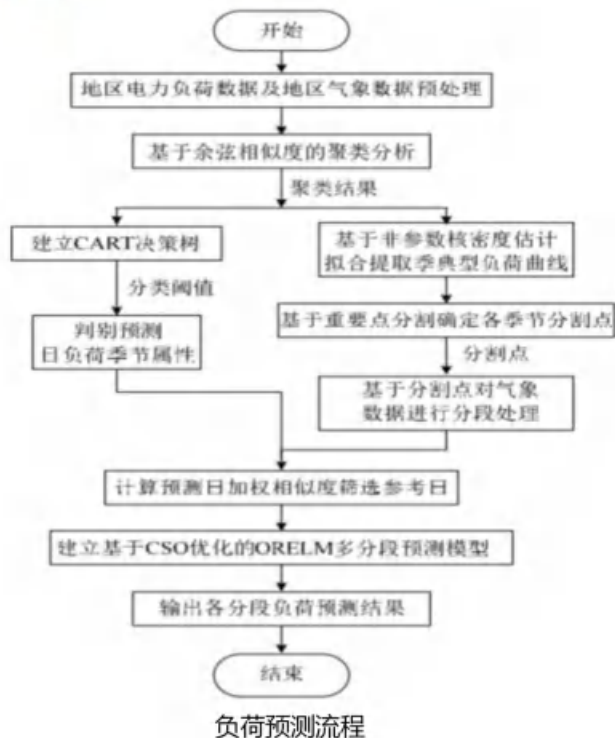 开始
地区电力负荷数据及地区气象数据预处理
基于余弦相似度的聚类分析
聚类结果
建立CART决策树
分类阈值
判别预测
日负荷季节属性
基于非参数核密度估计
拟合提取季典型负荷曲线
基于重要点分割确定各季节分割点
分割点
基于分割点对气象
数据进行分段处理
计算预测日加权相似度筛选参考日
建立基于CSO优化的ORELM多分段预测模型
输出各分段负荷预测结果
结束
负荷预测流程